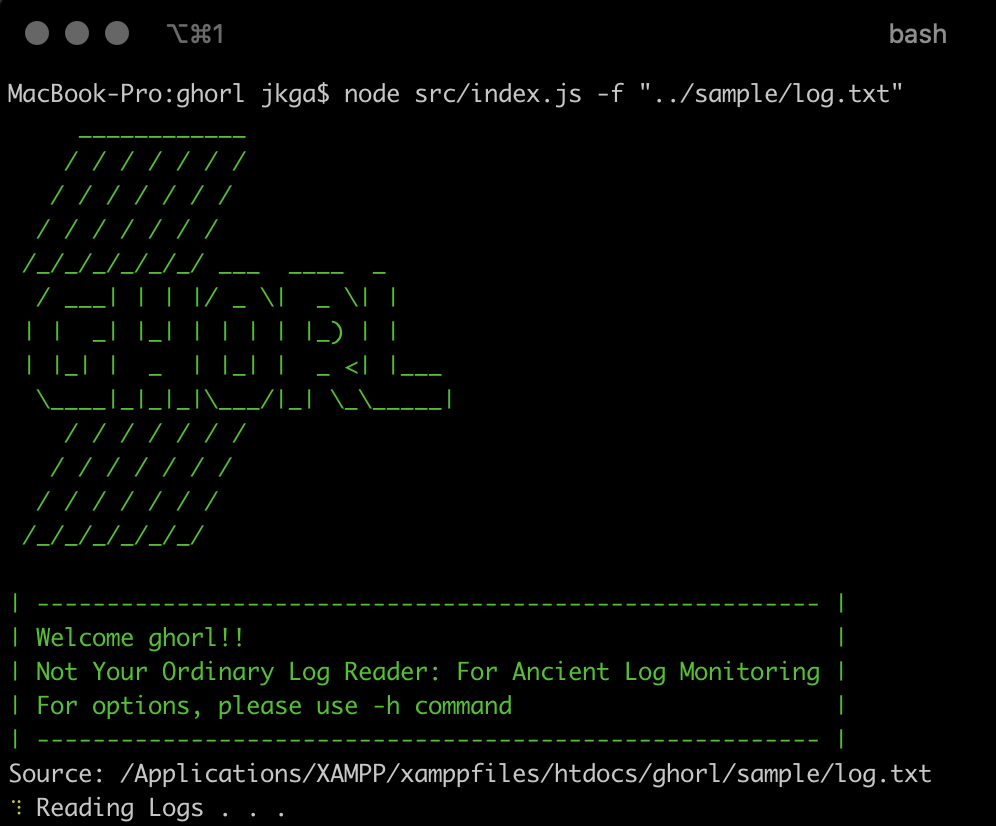 ⌥⌘1 bash
MacBook-Pro:ghorl jkga$ node src/index.js -f "../sample/log.txt"
     ____________
    / / / / / / /
   / / / / / / /
  / / / / / / /
 /_/_/_/_/_/_/ ___  ____  _
  / ___| | | |/ _ \|  _ \| |
 | |  _| |_| | | | | |_) | |
 | |_| |  _  | |_| |  _ <| |___
  \____|_|_|_|\___/|_| \_\_____|
    / / / / / / /
   / / / / / / /
  / / / / / / /
 /_/_/_/_/_/_/
| -------------------------------------------------------- |
| Welcome ghorl!!                                          |
| Not Your Ordinary Log Reader: For Ancient Log Monitoring |
| For options, please use -h command                       |
| -------------------------------------------------------- |
Source: /Applications/XAMPP/xamppfiles/htdocs/ghorl/sample/log.txt
⠹ Reading Logs . . .